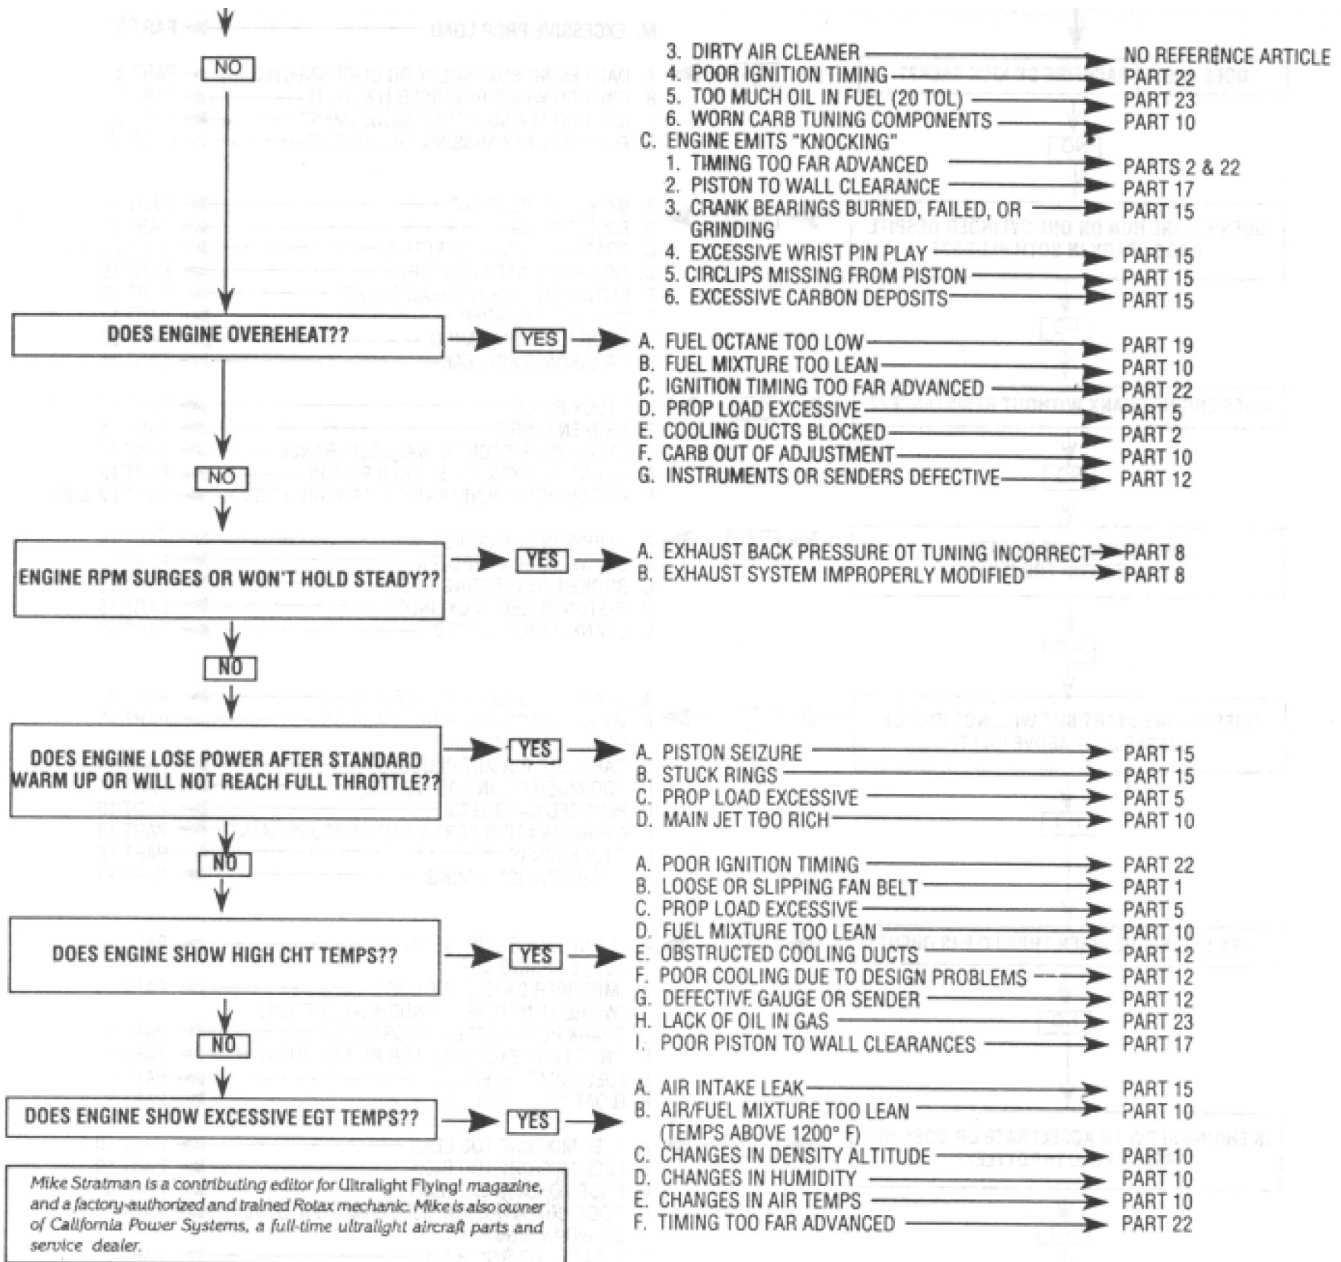 NO
3. DIRTY AIR CLEANER NO REFERENCE ARTICLE
4. POOR IGNITION TIMING PART 22
5. TOO MUCH OIL IN FUEL (20 TOL) PART 23
6. WORN CARB TUNING COMPONENTS PART 10
C. ENGINE EMITS "KNOCKING"
1. TIMING TOO FAR ADVANCED PARTS 2 & 22
2. PISTON TO WALL CLEARANCE PART 17
3. CRANK BEARINGS BURNED, FAILED, OR PART 15
GRINDING
4. EXCESSIVE WRIST PIN PLAY PART 15
5. CIRCLIPS MISSING FROM PISTON PART 15
6. EXCESSIVE CARBON DEPOSITS PART 15
DOES ENGINE OVEREHEAT?? YES
A. FUEL OCTANE TOO LOW PART 19
B. FUEL MIXTURE TOO LEAN PART 10
C. IGNITION TIMING TOO FAR ADVANCED PART 22
D. PROP LOAD EXCESSIVE PART 5
E. COOLING DUCTS BLOCKED PART 2
F. CARB OUT OF ADJUSTMENT PART 10
G. INSTRUMENTS OR SENDERS DEFECTIVE PART 12
NO
ENGINE RPM SURGES OR WON'T HOLD STEADY?? YES
A. EXHAUST BACK PRESSURE OT TUNING INCORRECT PART 8
B. EXHAUST SYSTEM IMPROPERLY MODIFIED PART 8
NO
DOES ENGINE LOSE POWER AFTER STANDARD
WARM UP OR WILL NOT REACH FULL THROTTLE?? YES
A. PISTON SEIZURE PART 15
B. STUCK RINGS PART 15
C. PROP LOAD EXCESSIVE PART 5
D. MAIN JET TOO RICH PART 10
NO
DOES ENGINE SHOW HIGH CHT TEMPS?? YES
A. POOR IGNITION TIMING PART 22
B. LOOSE OR SLIPPING FAN BELT PART 1
C. PROP LOAD EXCESSIVE PART 5
D. FUEL MIXTURE TOO LEAN PART 10
E. OBSTRUCTED COOLING DUCTS PART 12
F. POOR COOLING DUE TO DESIGN PROBLEMS PART 12
G. DEFECTIVE GAUGE OR SENDER PART 12
H. LACK OF OIL IN GAS PART 23
I. POOR PISTON TO WALL CLEARANCES PART 17
NO
DOES ENGINE SHOW EXCESSIVE EGT TEMPS?? YES
A. AIR INTAKE LEAK PART 15
B. AIR/FUEL MIXTURE TOO LEAN PART 10
(TEMPS ABOVE 1200° F)
C. CHANGES IN DENSITY ALTITUDE PART 10
D. CHANGES IN HUMIDITY PART 10
E. CHANGES IN AIR TEMPS PART 10
F. TIMING TOO FAR ADVANCED PART 22
Mike Stratman is a contributing editor for Ultralight Flying! magazine,
and a factory-authorized and trained Rotax mechanic. Mike is also owner
of California Power Systems, a full-time ultralight aircraft parts and
service dealer.